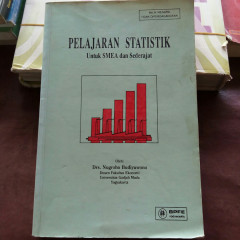 PELAJARAN STATISTIK
Untuk SMEA dan Sederajat
Oleh:
Drs. Nugroho Budiyuwono
Dosen Fakultas Ekonomi
Universitas Gadjah Mada
Yogyakarta
BPFE